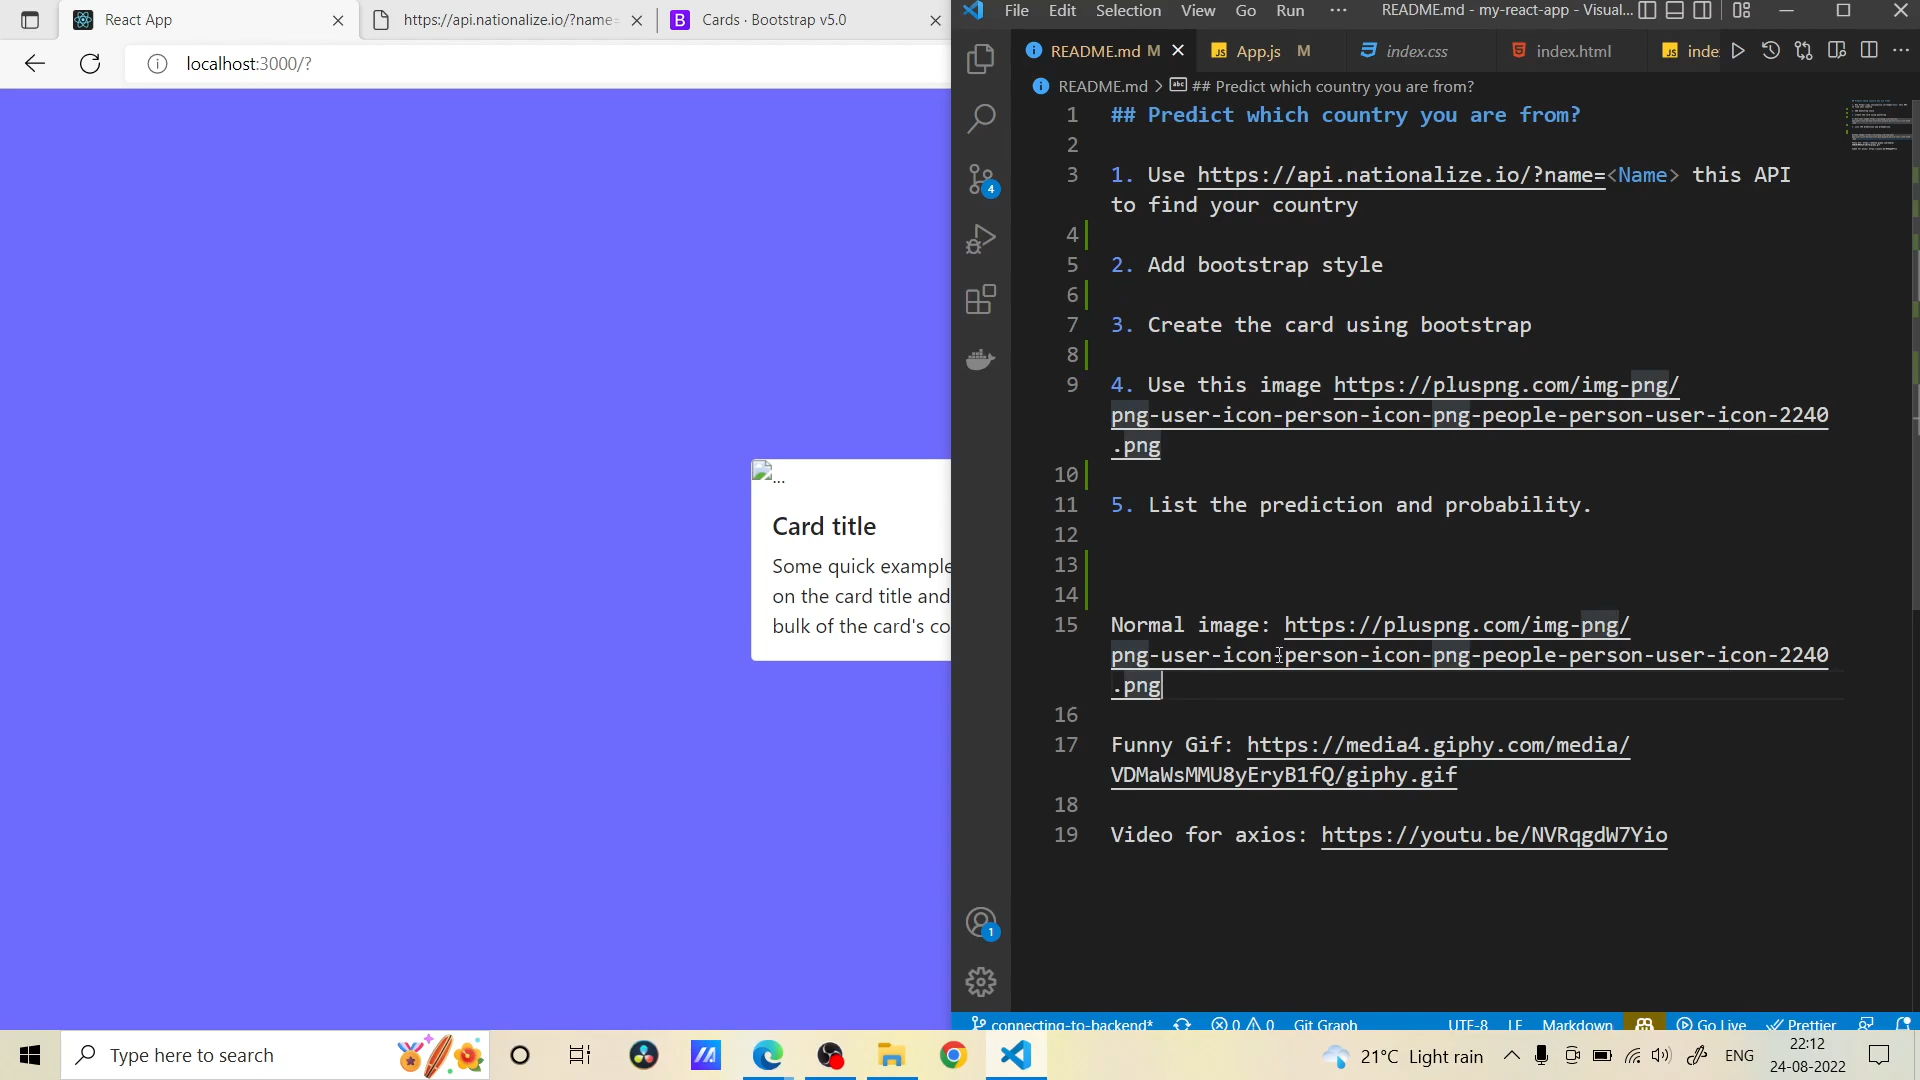 React App
https://api.nationalize.io/?name=
Cards · Bootstrap v5.0
localhost:3000/?
...
Card title
Some quick example
on the card title and
bulk of the card's co
File Edit Selection View Go Run ··· README.md - my-react-app - Visual...
README.md M App.js M index.css index.html inde
README.md > ## Predict which country you are from?
1 ## Predict which country you are from?
2
3 1. Use https://api.nationalize.io/?name=<Name> this API
to find your country
4
5 2. Add bootstrap style
6
7 3. Create the card using bootstrap
8
9 4. Use this image https://pluspng.com/img-png/
png-user-icon-person-icon-png-people-person-user-icon-2240
.png
10
11 5. List the prediction and probability.
12
13
14
15 Normal image: https://pluspng.com/img-png/
png-user-icon-person-icon-png-people-person-user-icon-2240
.png
16
17 Funny Gif: https://media4.giphy.com/media/
VDMaWsMMU8yEryB1fQ/giphy.gif
18
19 Video for axios: https://youtu.be/NVRqgdW7Yio
4
1
connecting-to-backend* 0 0 Git Graph UTF-8 LF Markdown Go Live Prettier
Type here to search
21°C Light rain
ENG
22:12
24-08-2022